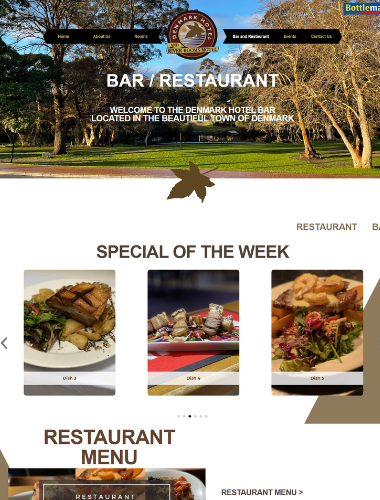 Bottlema
DENMARK HOTEL
Home
About Us
Rooms
Bar and Restaurant
Events
Contact Us
BAR / RESTAURANT
WELCOME TO THE DENMARK HOTEL BAR
LOCATED IN THE BEAUTIFUL TOWN OF DENMARK
RESTAURANT
BA
SPECIAL OF THE WEEK
Dish 3
Dish 4
Dish 5
RESTAURANT
MENU
RESTAURANT
RESTAURANT MENU >